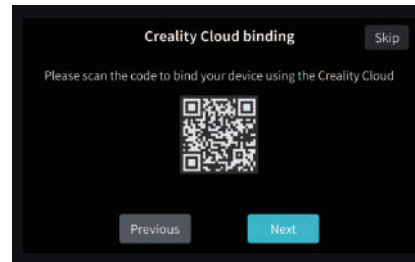 Creality Cloud binding
Skip
Please scan the code to bind your device using the Creality Cloud
Previous
Next